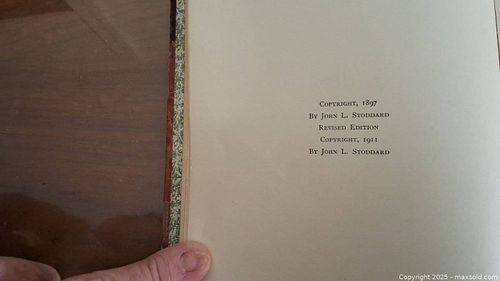 Copyright, 1897
By John L. Stoddard
Revised Edition
Copyright, 1911
By John L. Stoddard
Copyright 2025 - maxsold.com